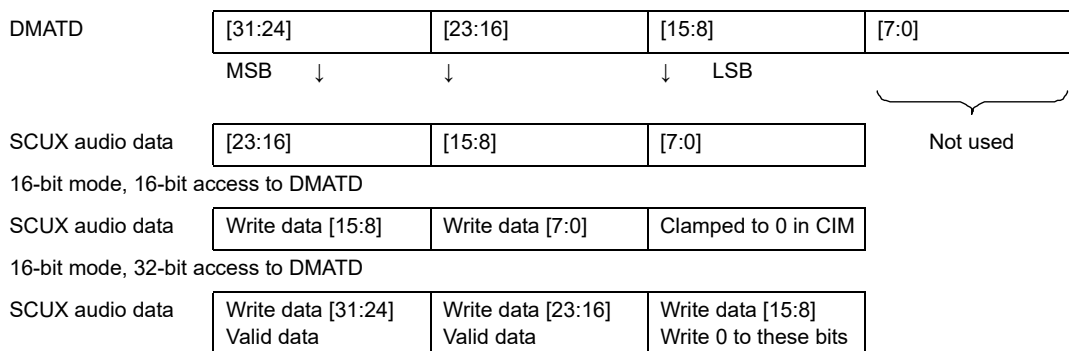 DMATD [31:24] [23:16] [15:8] [7:0]
MSB ↓ ↓ ↓ LSB
SCUX audio data [23:16] [15:8] [7:0] Not used
16-bit mode, 16-bit access to DMATD
SCUX audio data Write data [15:8] Write data [7:0] Clamped to 0 in CIM
16-bit mode, 32-bit access to DMATD
SCUX audio data Write data [31:24] Write data [23:16] Write data [15:8]
Valid data Valid data Write 0 to these bits